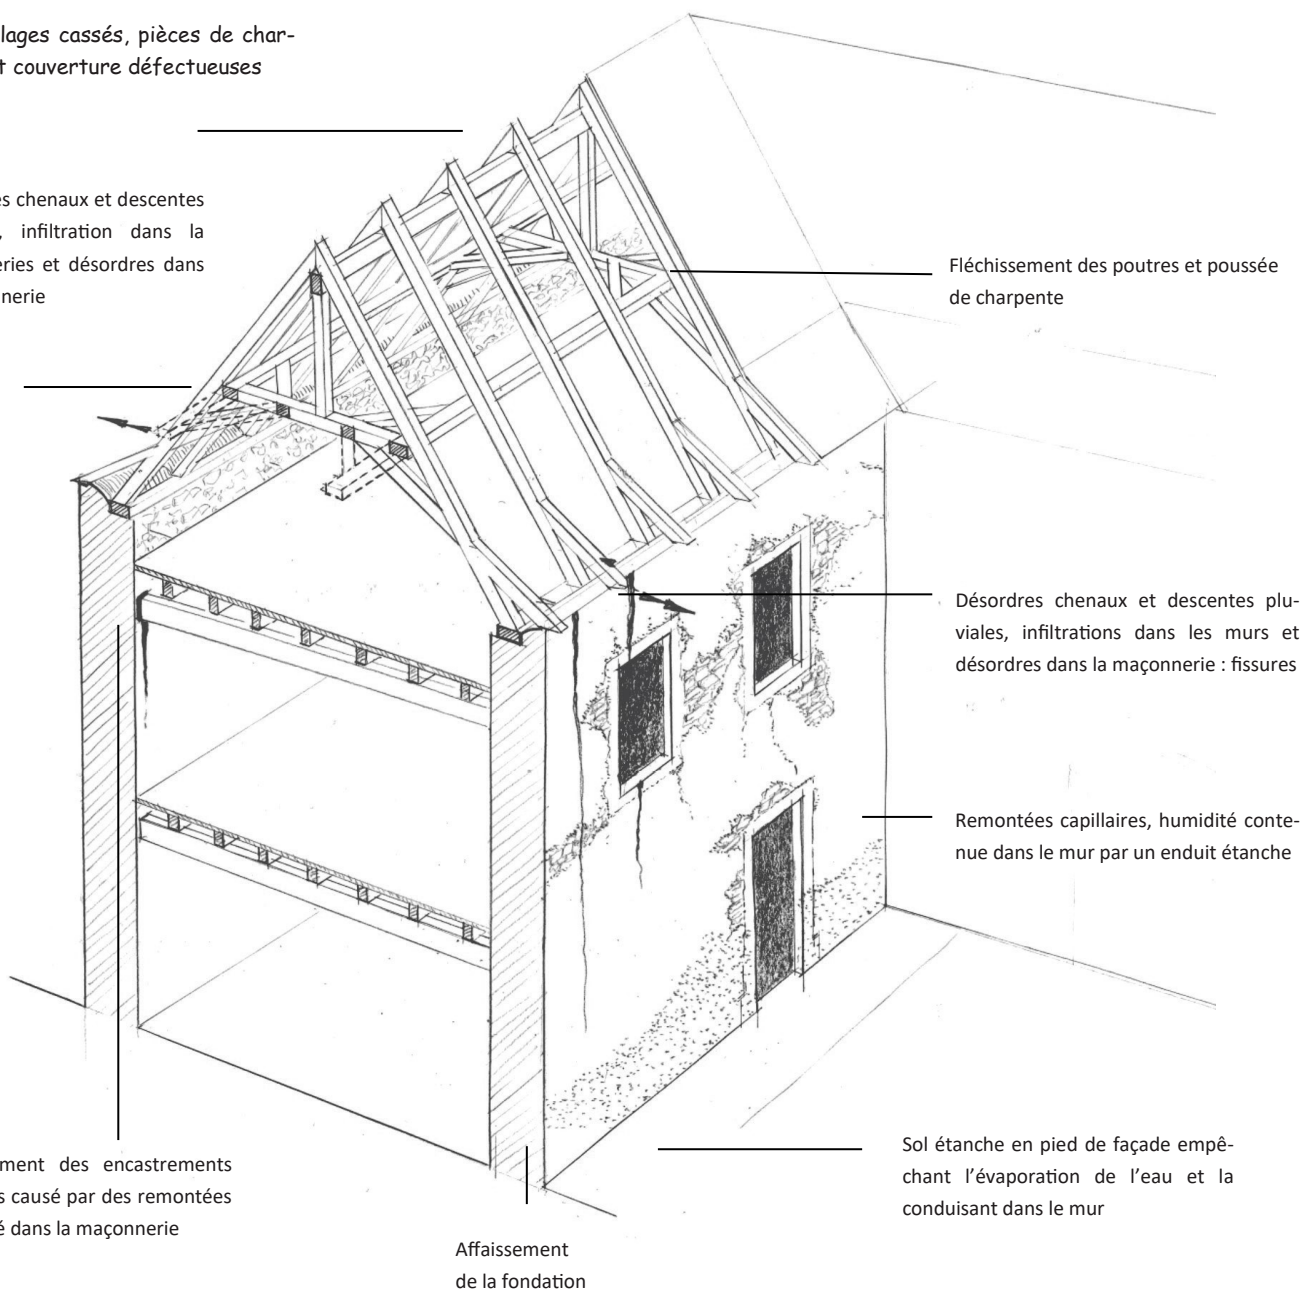 lages cassés, pièces de char-
t couverture défectueuses
es chenaux et descentes
, infiltration dans la
eries et désordres dans
nerie
Fléchissement des poutres et poussée
de charpente
Désordres chenaux et descentes plu-
viales, infiltrations dans les murs et
désordres dans la maçonnerie : fissures
Remontées capillaires, humidité conte-
nue dans le mur par un enduit étanche
Sol étanche en pied de façade empê-
chant l’évaporation de l’eau et la
conduisant dans le mur
ment des encastrements
s causé par des remontées
é dans la maçonnerie
Affaissement
de la fondation